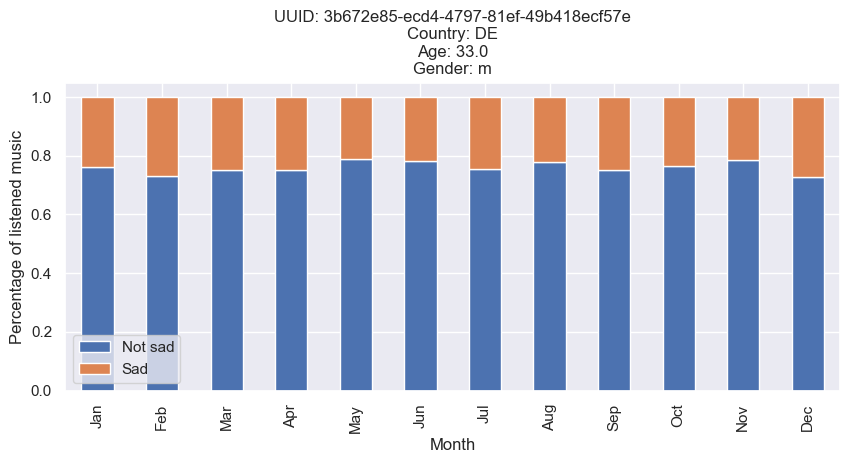 UUID: 3b672e85-ecd4-4797-81ef-49b418ecf57e
Country: DE
Age: 33.0
Gender: m
Percentage of listened music
1.0
0.8
0.6
0.4
0.2
0.0
Not sad
Sad
Jan
Feb
Mar
Apr
May
Jun
Jul
Aug
Sep
Oct
Nov
Dec
Month